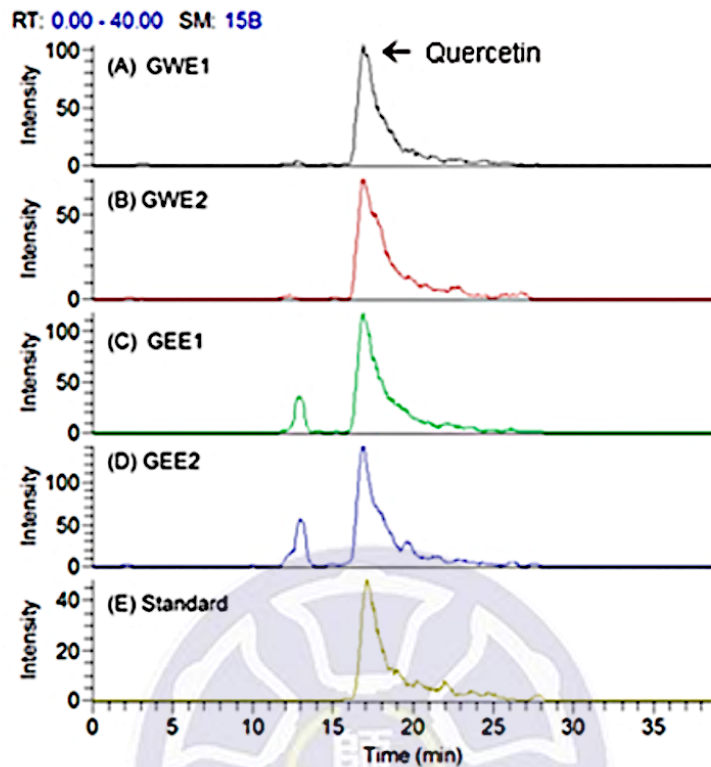 RT: 0.00 - 40.00 SM: 15B
100
(A) GWE1
← Quercetin
Intensity
50
0
(B) GWE2
Intensity
50
0
(C) GEE1
100
Intensity
50
0
(D) GEE2
100
Intensity
50
0
(E) Standard
40
Intensity
20
0
0 5 10 15 20 25 30 35
Time (min)